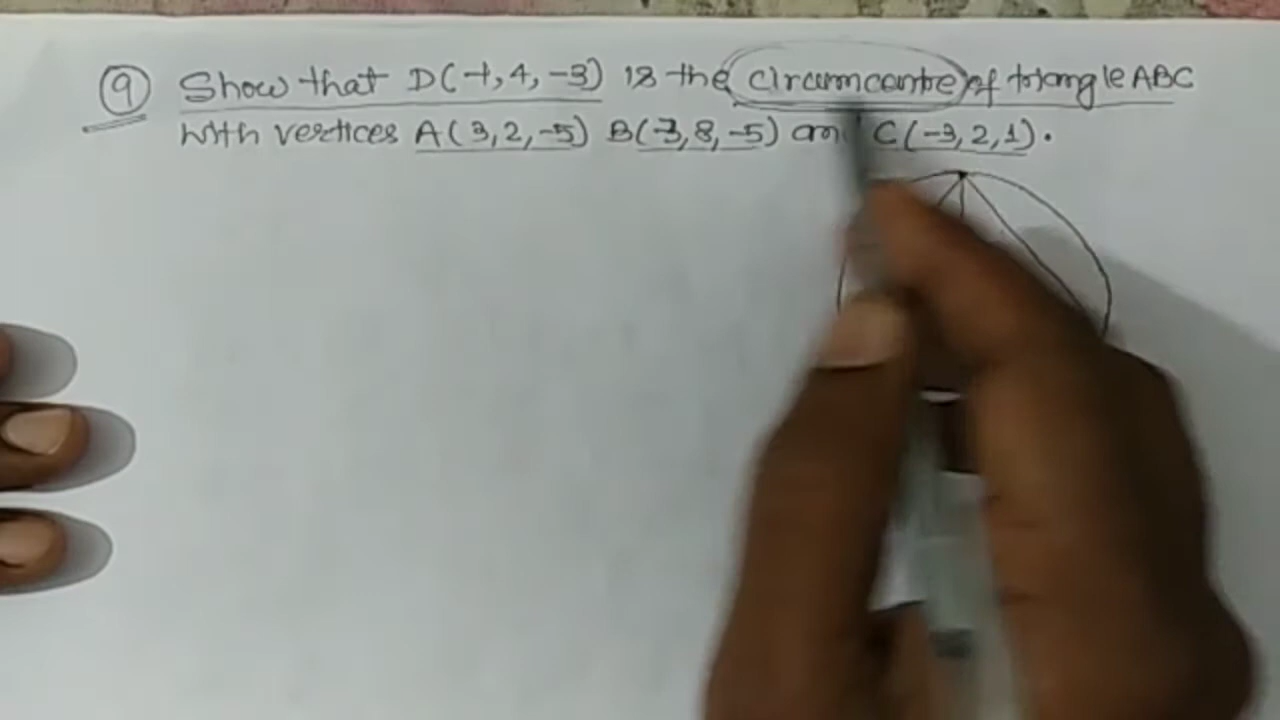 9 Show that D(-1,4,-3) is the circumcentre of triangle ABC
with vertices A(3,2,-5) B(-3,8,-5) an C(-3,2,1).